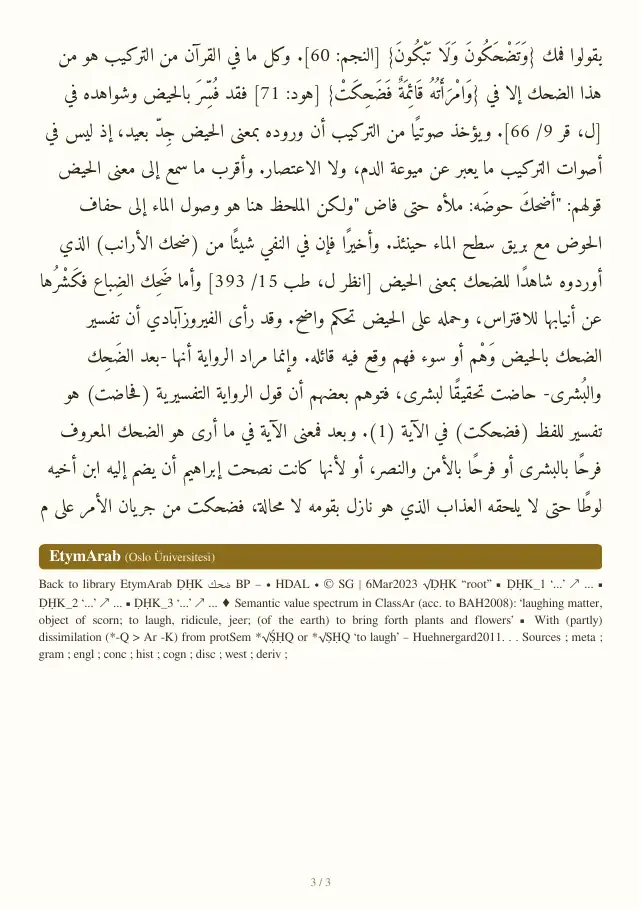 يقولوا فمك {وَتَضْحَكُونَ وَلَا تَبْكُونَ} [النجم: 60]. وكل ما في القرآن من التركيب هو من
هذا الضحك إلا في {وَامْرَأَتُهُ قَائِمَةٌ فَضَحِكَتْ} [هود: 71] فقد فُسِّرَ بالحيض وشواهده في
[ل، قر 9/ 66]. ويؤخذ صوتيًا من التركيب أن وروده بمعنى الحيض جِدّ بعيد، إذ ليس في
أصوات التركيب ما يعبر عن ميوعة الدم، ولا الاعتصار. وأقرب ما سمع إلى معنى الحيض
قولهم: "أضحكَ حوضَه: ملأه حتى فاض "ولكن الملحظ هنا هو وصول الماء إلى حفاف
الحوض مع بريق سطح الماء حينئذ. وأخيرًا فإن في النفي شيئًا من (ضحك الأرانب) الذي
أوردوه شاهدًا للضحك بمعنى الحيض [انظر ل، طب 15/ 393] وأما ضَحِك الضِباع فكَشْرُها
عن أنيابها للافتراس، وحمله على الحيض تحكم واضح. وقد رأى الفيروزآبادي أن تفسير
الضحك بالحيض وَهْم أو سوء فهم وقع فيه قائله. وإنما مراد الرواية أنها -بعد الضَحِك
والبُشرى- حاضت تحقيقًا لبشرى، فتوهم بعضهم أن قول الرواية التفسيرية (فحاضت) هو
تفسير للفظ (فضحكت) في الآية (1). وبعد فمعنى الآية في ما أرى هو الضحك المعروف
فرحًا بالبشرى أو فرحًا بالأمن والنصر، أو لأنها كانت نصحت إبراهيم أن يضم إليه ابن أخيه
لوطًا حتى لا يلحقه العذاب الذي هو نازل بقومه لا محالة، فضحكت من جريان الأمر على م
EtymArab (Oslo Üniversitesi)
Back to library EtymArab ḌḤK ضحك BP – • HDAL • © SG | 6Mar2023 √ḌḤK “root” ▪ ḌḤK_1 ‘...’ ↗ ... ▪
ḌḤK_2 ‘...’ ↗ ... ▪ ḌḤK_3 ‘...’ ↗ ... ♦ Semantic value spectrum in ClassAr (acc. to BAH2008): ‘laughing matter,
object of scorn; to laugh, ridicule, jeer; (of the earth) to bring forth plants and flowers’ ▪ With (partly)
dissimilation (*-Q > Ar -K) from protSem *√Ṣ́ḤQ or *√ṢḤQ ‘to laugh’ – Huehnergard2011. . . Sources ; meta ;
gram ; engl ; conc ; hist ; cogn ; disc ; west ; deriv ;
3 / 3